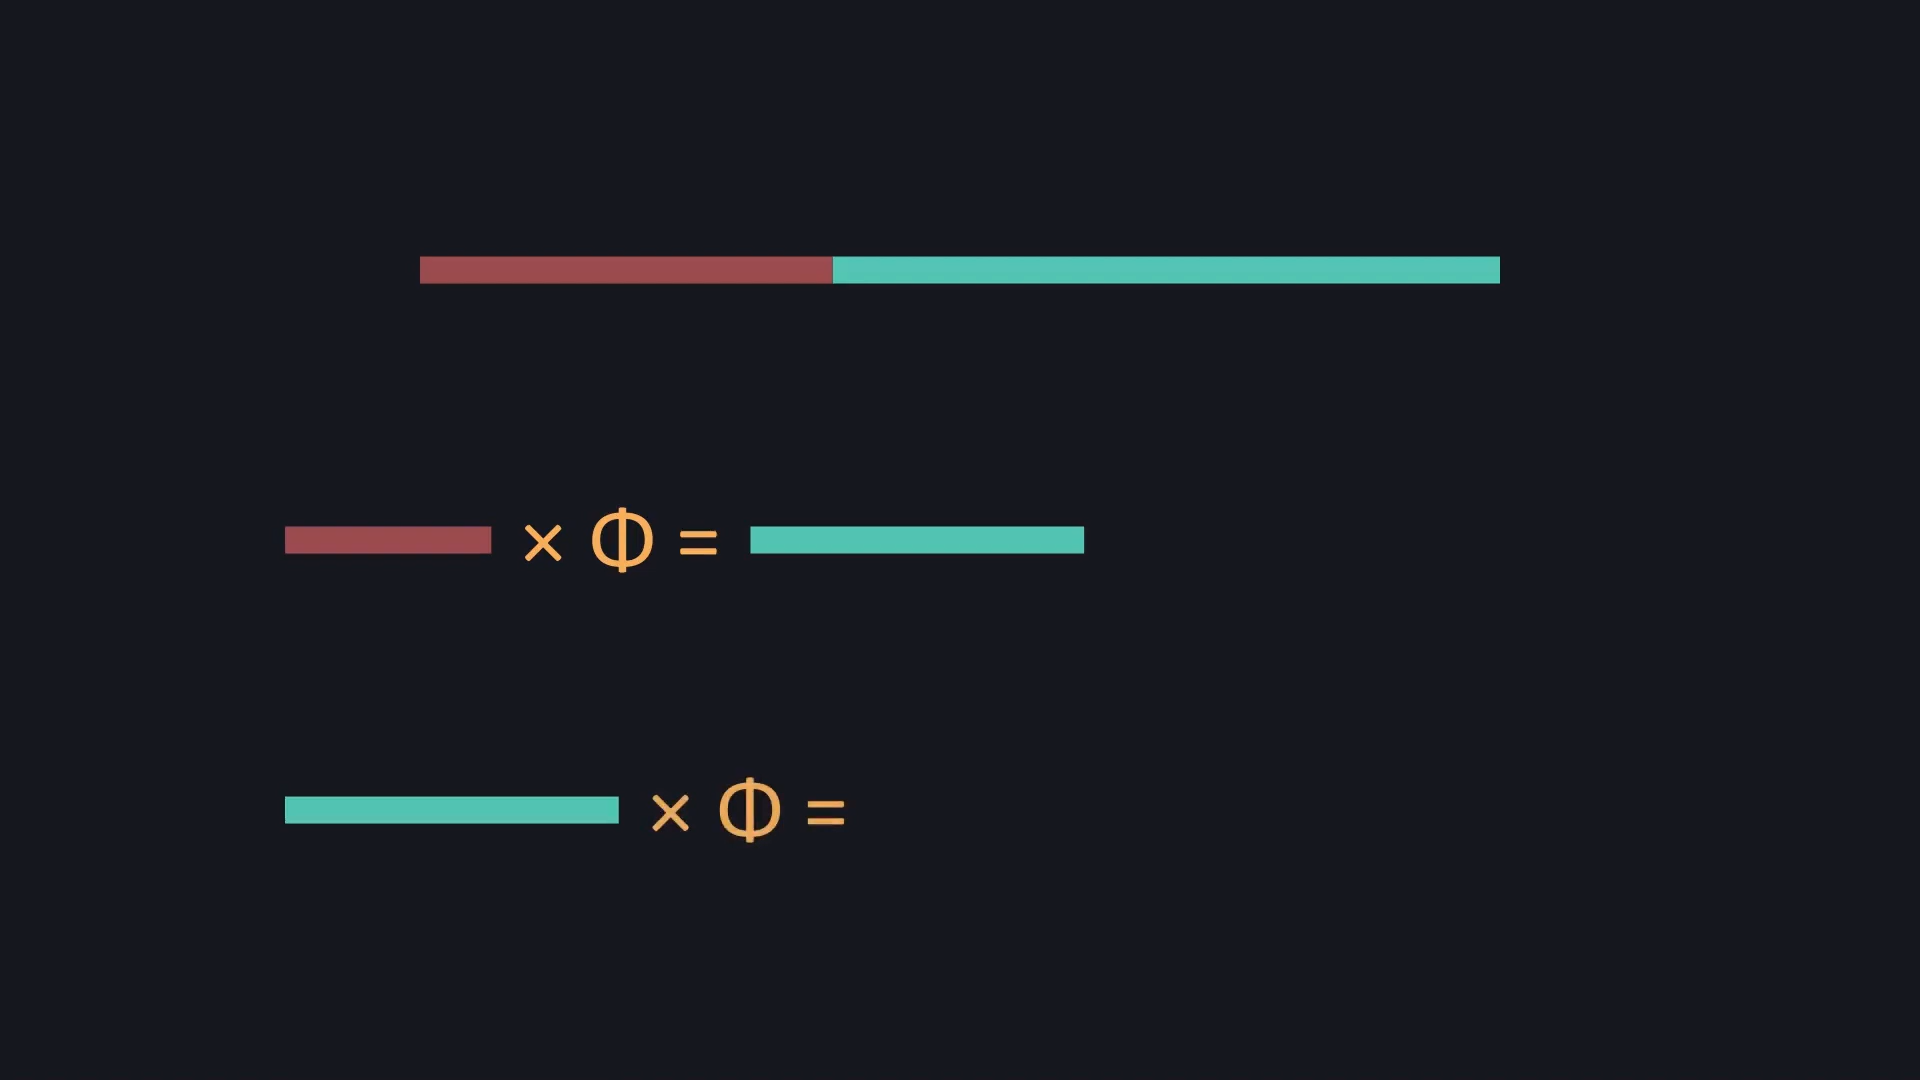 × Φ =
× Φ =